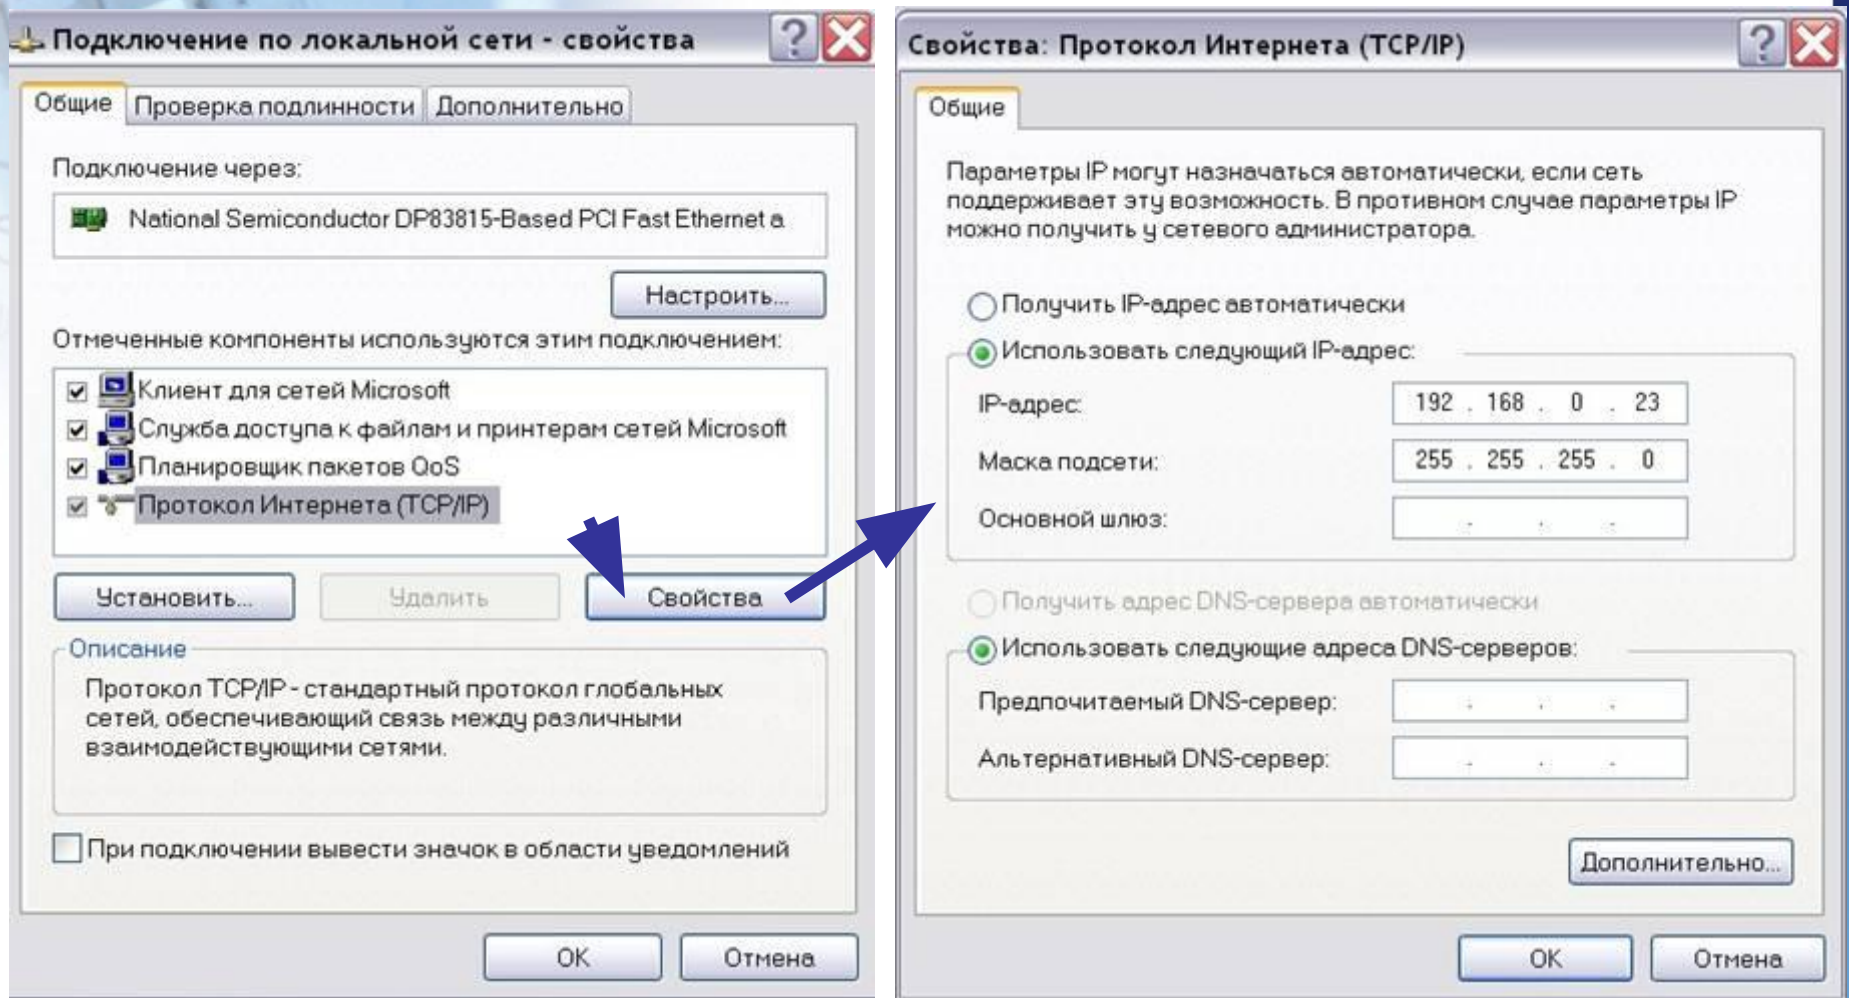 Подключение по локальной сети - свойства
Общие
Проверка подлинности
Дополнительно
Подключение через:
National Semiconductor DP83815-Based PCI Fast Ethernet a
Настроить...
Отмеченные компоненты используются этим подключением:
Клиент для сетей Microsoft
Служба доступа к файлам и принтерам сетей Microsoft
Планировщик пакетов QoS
Протокол Интернета (TCP/IP)
Установить...
Удалить
Свойства
Описание
Протокол TCP/IP - стандартный протокол глобальных
сетей, обеспечивающий связь между различными
взаимодействующими сетями.
При подключении вывести значок в области уведомлений
OK
Отмена
Свойства: Протокол Интернета (TCP/IP)
Общие
Параметры IP могут назначаться автоматически, если сеть
поддерживает эту возможность. В противном случае параметры IP
можно получить у сетевого администратора.
Получить IP-адрес автоматически
Использовать следующий IP-адрес:
IP-адрес: 192 . 168 . 0 . 23
Маска подсети: 255 . 255 . 255 . 0
Основной шлюз: . . .
Получить адрес DNS-сервера автоматически
Использовать следующие адреса DNS-серверов:
Предпочитаемый DNS-сервер: . . .
Альтернативный DNS-сервер: . . .
Дополнительно...
OK
Отмена